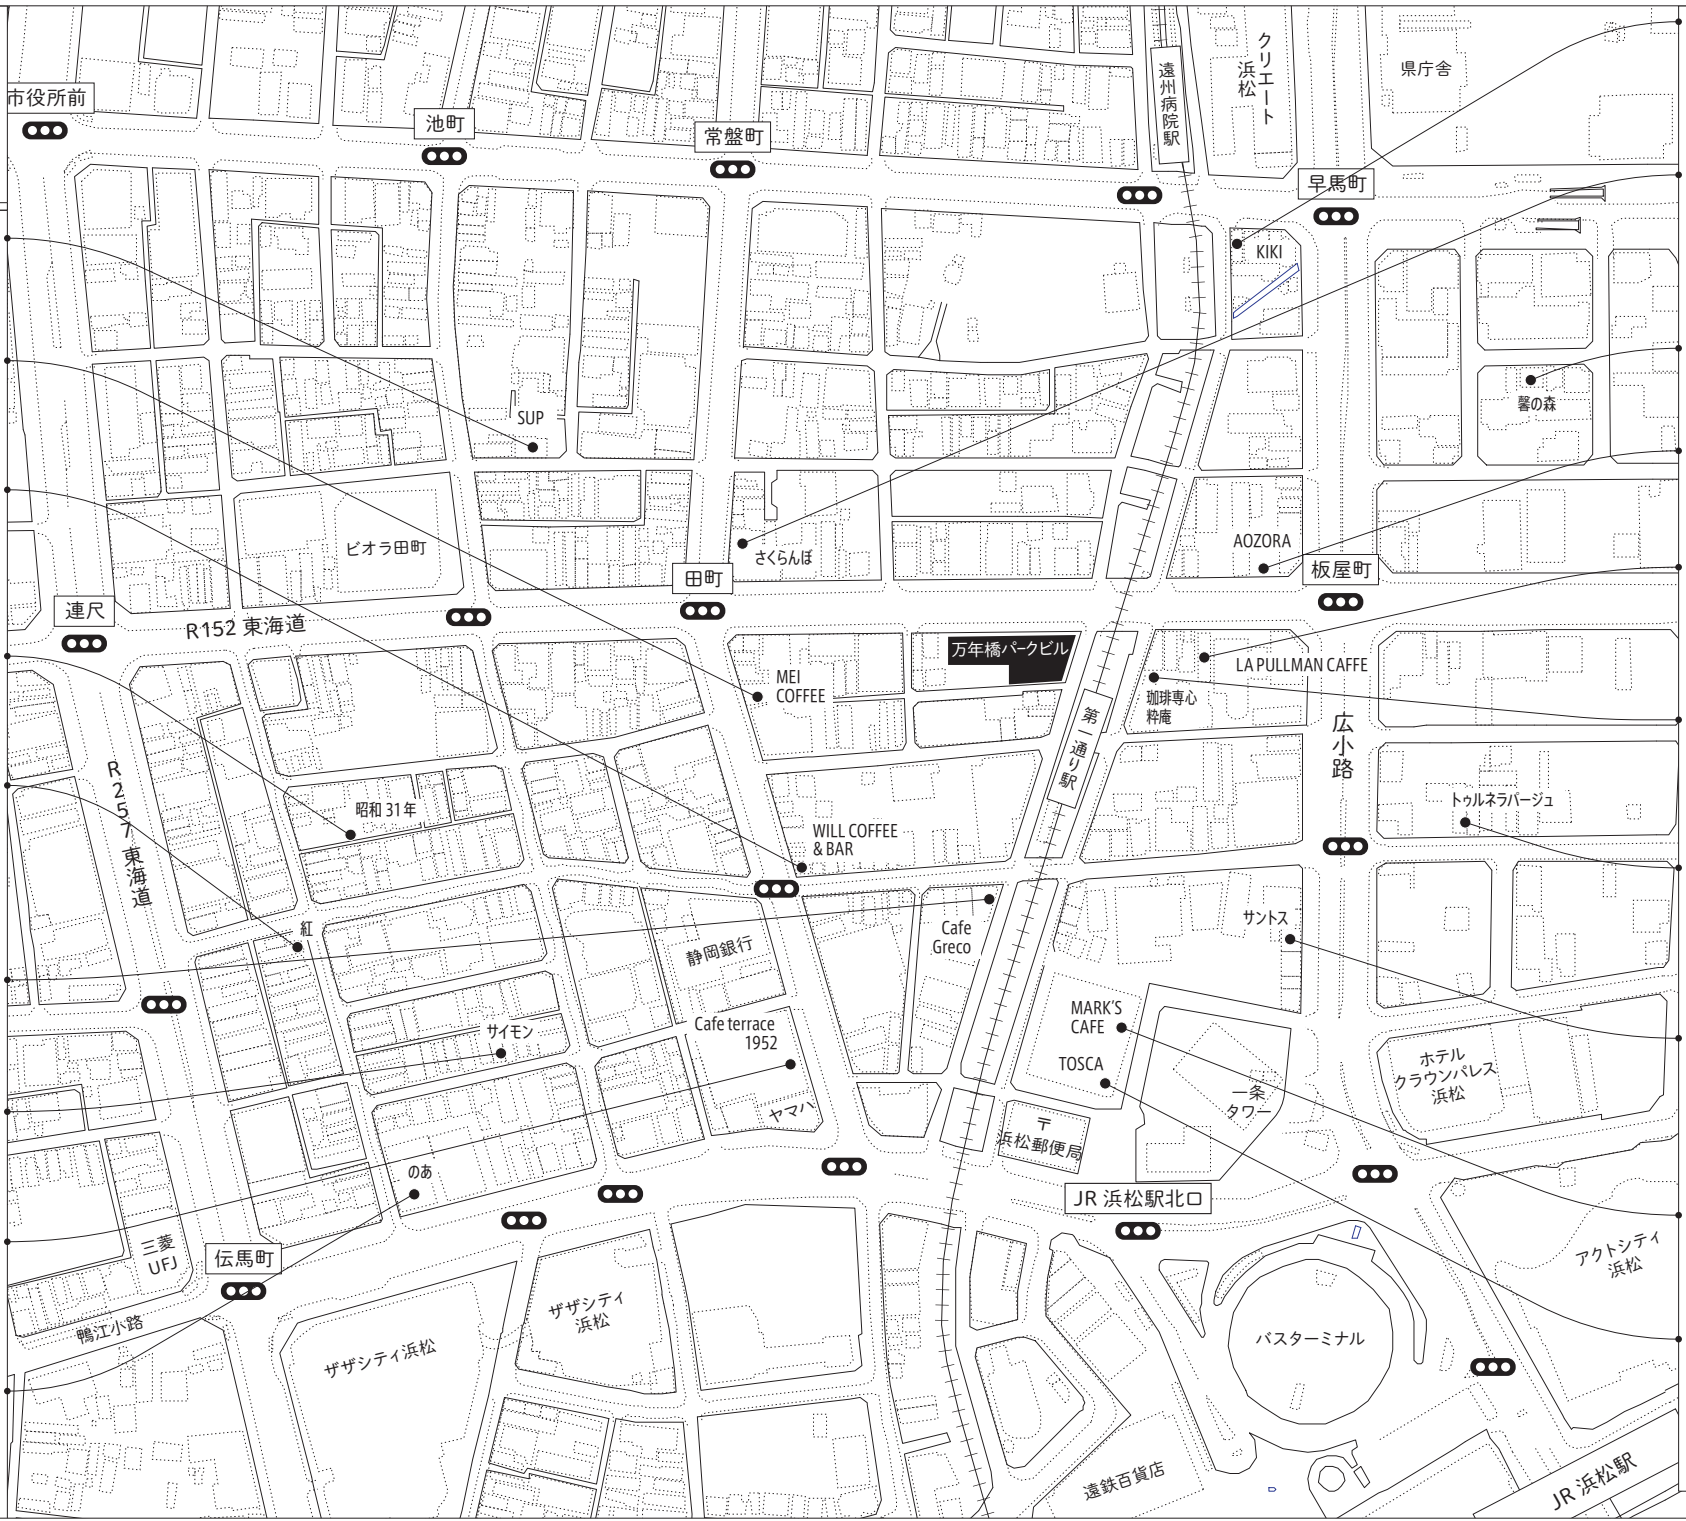 クリエート
浜松
県庁舎
遠州病院駅
市役所前
池町
常盤町
早馬町
KIKI
馨の森
SUP
AOZORA
ビオラ田町
さくらんぼ
田町
板屋町
連尺
R152 東海道
万年橋パークビル
LA PULLMAN CAFFE
MEI
COFFEE
珈琲専心
粋庵
第一通り駅
広小路
R257 東海道
昭和 31年
トゥルネラパージュ
WILL COFFEE
& BAR
紅
Cafe
Greco
サントス
静岡銀行
MARK'S
CAFE
サイモン
Cafe terrace
1952
TOSCA
ホテル
クラウンパレス
浜松
一条
タワー
ヤマハ
〒
浜松郵便局
のあ
JR 浜松駅北口
三菱
UFJ
伝馬町
アクトシティ
浜松
ザザシティ
浜松
鴨江小路
ザザシティ浜松
バスターミナル
遠鉄百貨店
JR 浜松駅